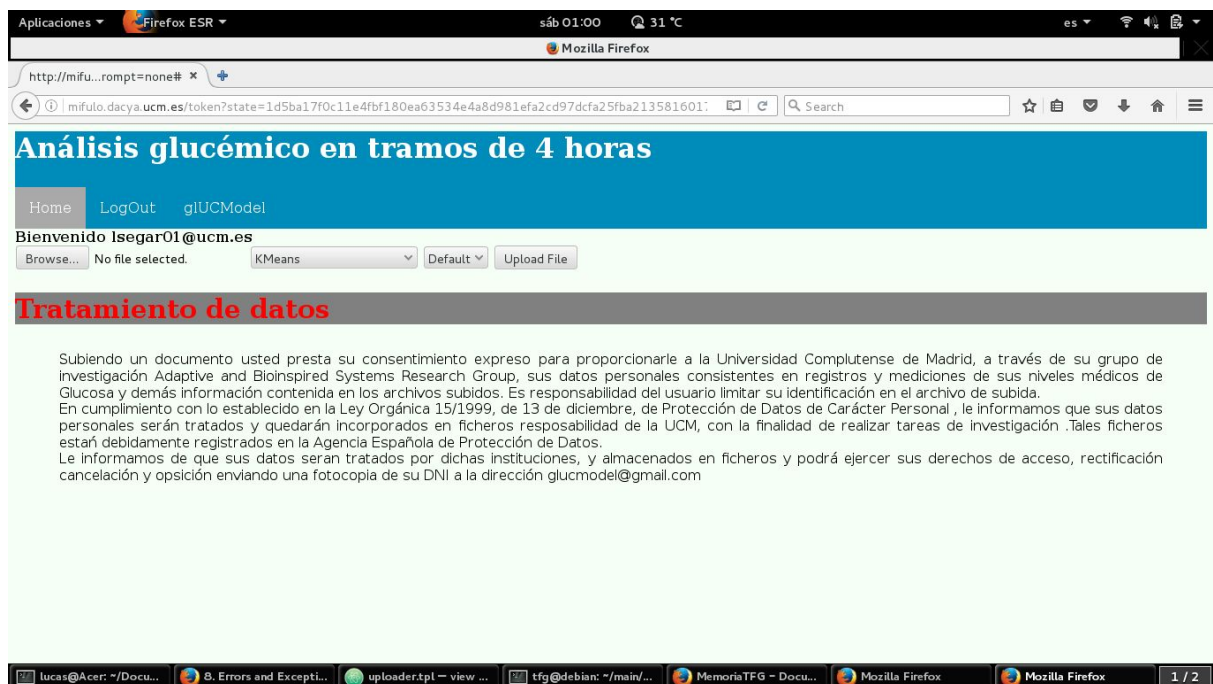 Aplicaciones Firefox ESR sáb 01:00 31 °C es
Mozilla Firefox
http://mifu...rompt=none#
mifulo.dacya.ucm.es/token?state=1d5ba17f0c11e4fbf180ea63534e4a8d981efa2cd97dcfa25fba2135816017 Search
Análisis glucémico en tramos de 4 horas
Home LogOut glUCModel
Bienvenido lsegar01@ucm.es
Browse... No file selected. KMeans Default Upload File
Tratamiento de datos
Subiendo un documento usted presta su consentimiento expreso para proporcionarle a la Universidad Complutense de Madrid, a través de su grupo de
investigación Adaptive and Bioinspired Systems Research Group, sus datos personales consistentes en registros y mediciones de sus niveles médicos de
Glucosa y demás información contenida en los archivos subidos. Es responsabilidad del usuario limitar su identificación en el archivo de subida.
En cumplimiento con lo establecido en la Ley Orgánica 15/1999, de 13 de diciembre, de Protección de Datos de Carácter Personal , le informamos que sus datos
personales serán tratados y quedarán incorporados en ficheros resposabilidad de la UCM, con la finalidad de realizar tareas de investigación .Tales ficheros
estań debidamente registrados en la Agencia Española de Protección de Datos.
Le informamos de que sus datos seran tratados por dichas instituciones, y almacenados en ficheros y podrá ejercer sus derechos de acceso, rectificación
cancelación y opsición enviando una fotocopia de su DNI a la dirección glucmodel@gmail.com
lucas@Acer: ~/Docu... 8. Errors and Excepti... uploader.tpl — view ... tfg@debian: ~/main/... MemoriaTFG - Docu... Mozilla Firefox Mozilla Firefox 1 / 2